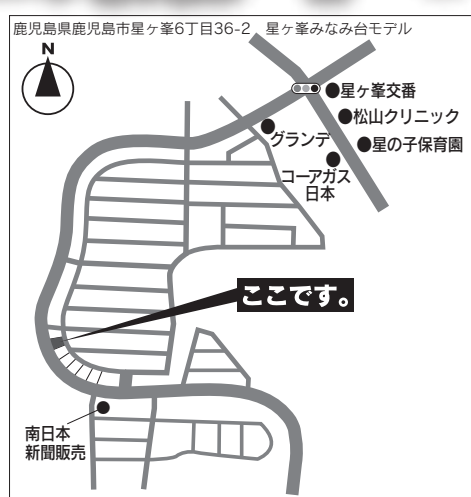 鹿児島県鹿児島市星ヶ峯6丁目36-2 星ヶ峯みなみ台モデル
N
星ヶ峯交番
松山クリニック
グランデ
星の子保育園
コーアガス
日本
ここです。
南日本
新聞販売